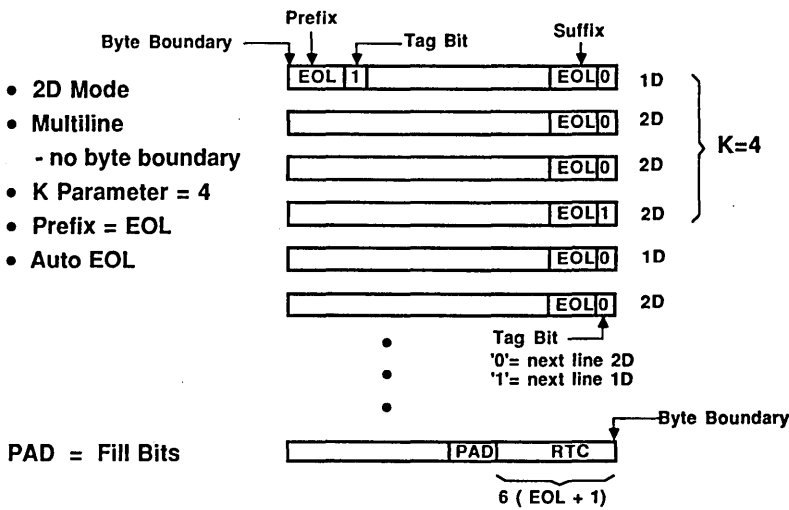 Prefix
Byte Boundary
Tag Bit
Suffix
EOL 1 EOL 0 1D
• 2D Mode
EOL 0 2D
• Multiline
- no byte boundary
EOL 0 2D
K=4
• K Parameter = 4
EOL 1 2D
• Prefix = EOL
• Auto EOL
EOL 0 1D
EOL 0 2D
Tag Bit
'0'= next line 2D
'1'= next line 1D
Byte Boundary
PAD = Fill Bits
PAD RTC
6 ( EOL + 1)